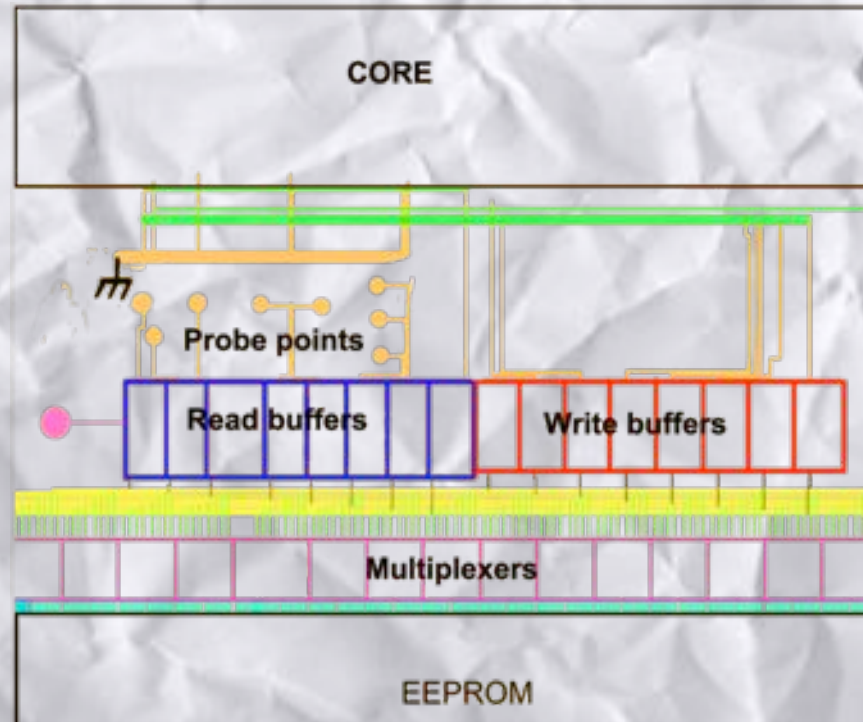 CORE
Probe points
Read buffers
Write buffers
Multiplexers
EEPROM